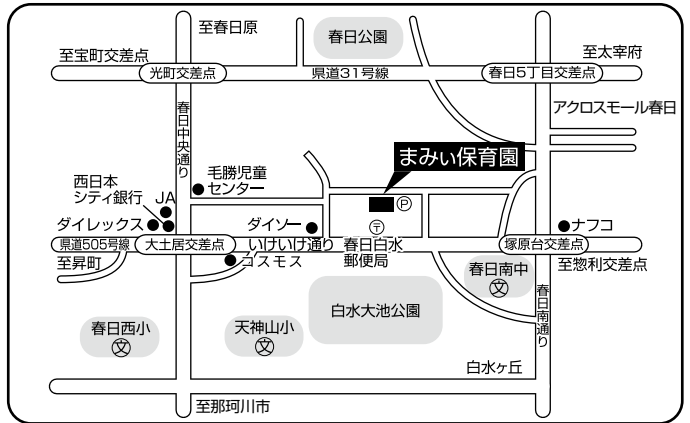 至春日原
春日公園
至宝町交差点
至太宰府
光町交差点
県道31号線
春日5丁目交差点
春日中央通り
アクロスモール春日
まみぃ保育園
毛勝児童
センター
西日本
シティ銀行
JA
P
ダイレックス
ダイソー
〒
ナフコ
県道505号線
大土居交差点
いけいけ通り
春日白水
郵便局
塚原台交差点
至昇町
コスモス
春日南中
文
至惣利交差点
白水大池公園
春日南通り
春日西小
文
天神山小
文
白水ヶ丘
至那珂川市